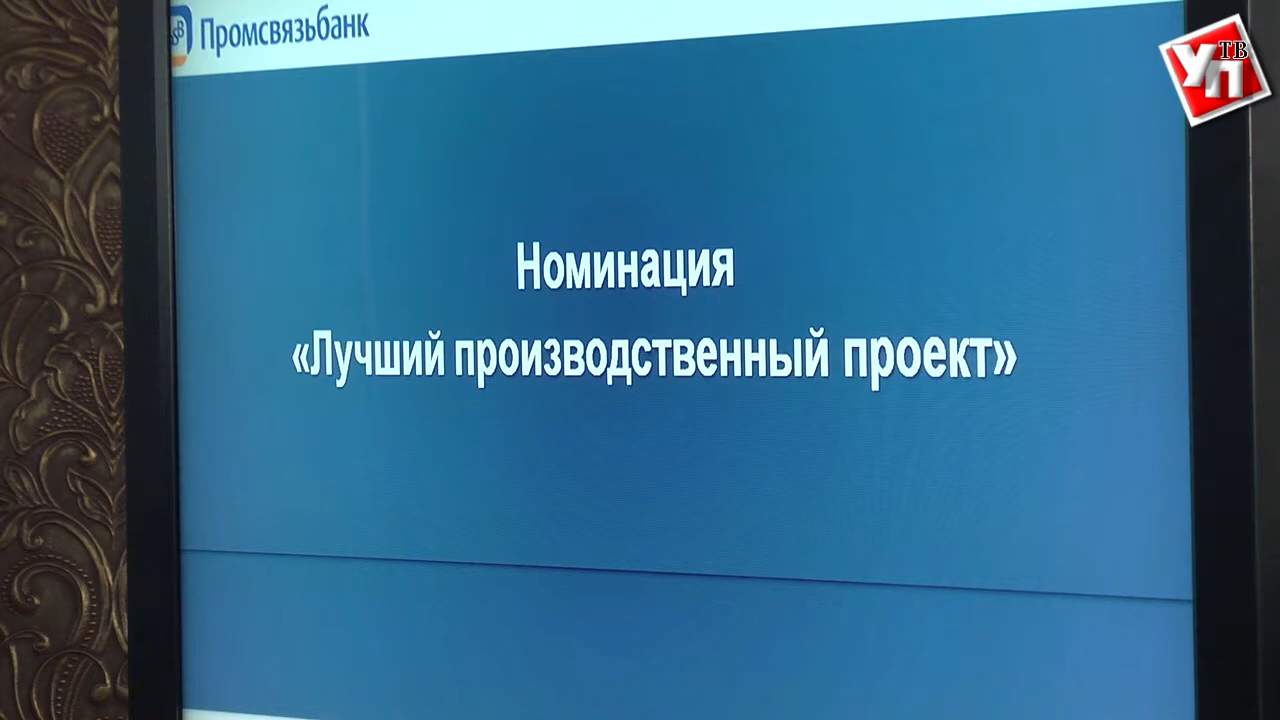 Промсвязьбанк
УП ТВ
Номинация
«Лучший производственный проект»